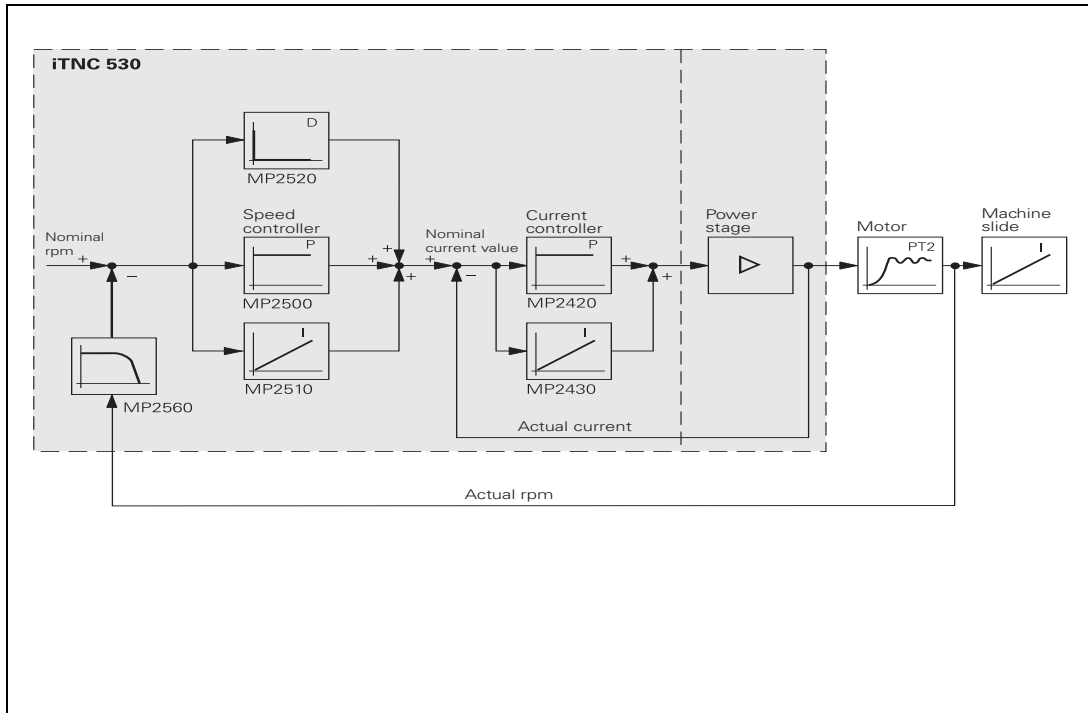 iTNC 530
D
MP2520
Speed
controller
P
MP2500
I
MP2510
Nominal
rpm
+
−
MP2560
+
+
+
Nominal
current value
+
−
Current
controller
P
MP2420
I
MP2430
+
+
Power
stage
Motor
PT2
Machine
slide
I
Actual current
Actual rpm